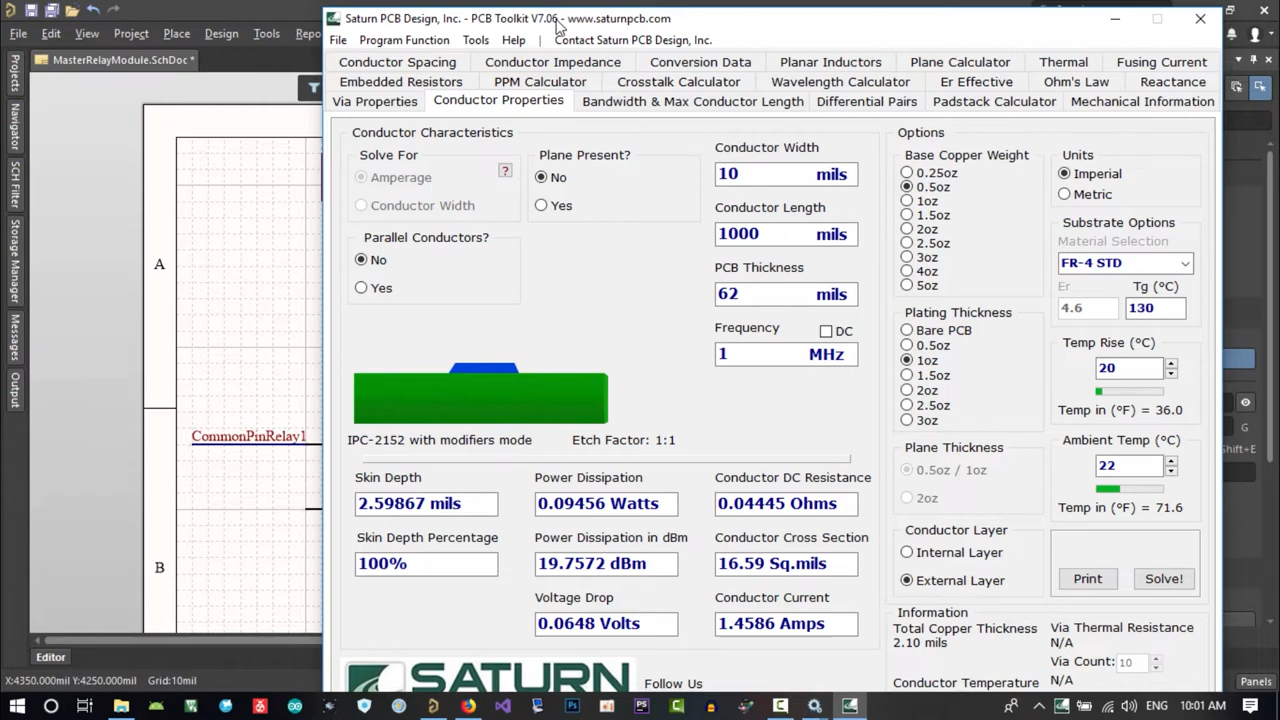 Saturn PCB Design, Inc. - PCB Toolkit V7.06 - www.saturnpcb.com
File Edit View Project Place Design Tools Reports
MasterRelayModule.SchDoc *
File Program Function Tools Help | Contact Saturn PCB Design, Inc.
Conductor Spacing Conductor Impedance Conversion Data Planar Inductors Plane Calculator Thermal Fusing Current
Embedded Resistors PPM Calculator Crosstalk Calculator Wavelength Calculator Er Effective Ohm's Law Reactance
Via Properties Conductor Properties Bandwidth & Max Conductor Length Differential Pairs Padstack Calculator Mechanical Information
Projects
Navigator
SCH Filter
Storage Manager
Messages
Output
A
B
CommonPinRelay1
Conductor Characteristics
Solve For
?
Amperage
Conductor Width
Plane Present?
No
Yes
Parallel Conductors?
No
Yes
Conductor Width
10 mils
Conductor Length
1000 mils
PCB Thickness
62 mils
Frequency DC
1 MHz
IPC-2152 with modifiers mode Etch Factor: 1:1
Skin Depth
2.59867 mils
Skin Depth Percentage
100%
Power Dissipation
0.09456 Watts
Power Dissipation in dBm
19.7572 dBm
Voltage Drop
0.0648 Volts
Conductor DC Resistance
0.04445 Ohms
Conductor Cross Section
16.59 Sq.mils
Conductor Current
1.4586 Amps
SATURN
Follow Us
Options
Base Copper Weight
0.25oz
0.5oz
1oz
1.5oz
2oz
2.5oz
3oz
4oz
5oz
Plating Thickness
Bare PCB
0.5oz
1oz
1.5oz
2oz
2.5oz
3oz
Plane Thickness
0.5oz / 1oz
2oz
Conductor Layer
Internal Layer
External Layer
Units
Imperial
Metric
Substrate Options
Material Selection
FR-4 STD
Er Tg (°C)
4.6 130
Temp Rise (°C)
20
Temp in (°F) = 36.0
Ambient Temp (°C)
22
Temp in (°F) = 71.6
Print Solve!
Information
Total Copper Thickness
2.10 mils
Conductor Temperature
Via Thermal Resistance
N/A
Via Count: 10
N/A
G
Shift+E
Editor
X:4350.000mil Y:4250.000mil Grid:10mil
Panels
ENG 10:01 AM